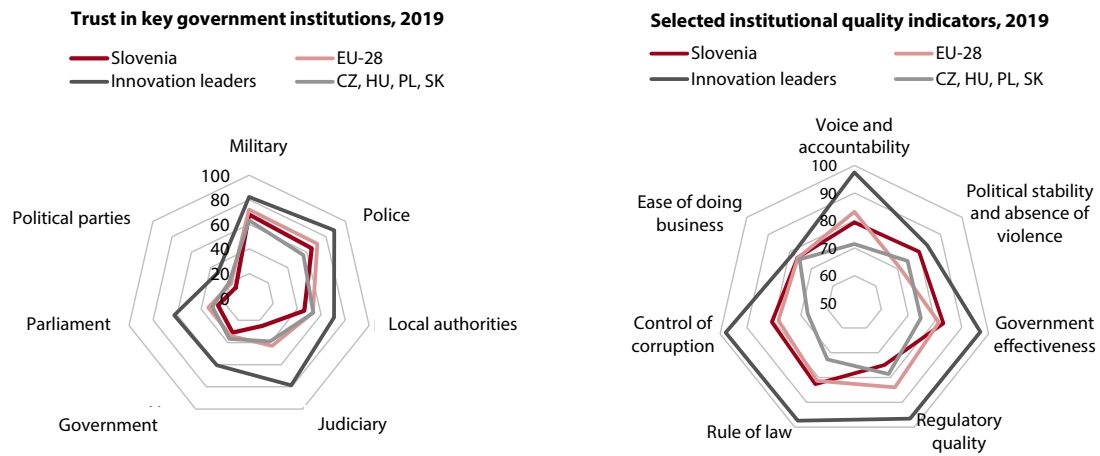 Trust in key government institutions, 2019
Slovenia
EU-28
Innovation leaders
CZ, HU, PL, SK
Military
100
80
60
40
20
0
Police
Local authorities
Judiciary
Government
Parliament
Political parties
Selected institutional quality indicators, 2019
Slovenia
EU-28
Innovation leaders
CZ, HU, PL, SK
Voice and
accountability
100
90
80
70
60
50
Political stability
and absence of
violence
Government
effectiveness
Regulatory
quality
Rule of law
Control of
corruption
Ease of doing
business